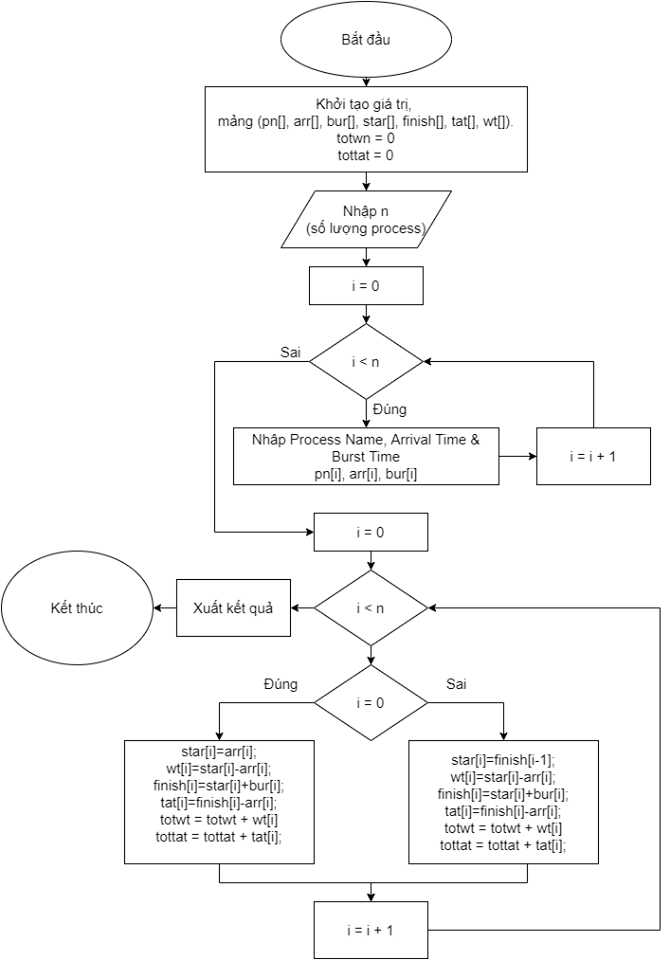 Bắt đầu
Khởi tạo giá trị,
mảng (pn[], arr[], bur[], star[], finish[], tat[], wt[]).
totwn = 0
tottat = 0
Nhập n
(số lượng process)
i = 0
i < n
Sai
Đúng
Nhâp Process Name, Arrival Time &
Burst Time
pn[i], arr[i], bur[i]
i = i + 1
i = 0
i < n
Xuất kết quả
Kết thúc
i = 0
Đúng
Sai
star[i]=arr[i];
wt[i]=star[i]-arr[i];
finish[i]=star[i]+bur[i];
tat[i]=finish[i]-arr[i];
totwt = totwt + wt[i]
tottat = tottat + tat[i];
star[i]=finish[i-1];
wt[i]=star[i]-arr[i];
finish[i]=star[i]+bur[i];
tat[i]=finish[i]-arr[i];
totwt = totwt + wt[i]
tottat = tottat + tat[i];
i = i + 1